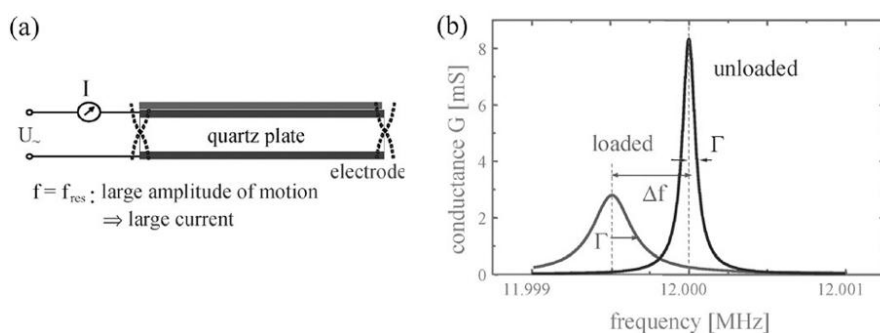 (a)
I
U~
quartz plate
electrode
f = fres: large amplitude of motion
⇒ large current
(b)
conductance G [mS]
8
6
4
2
0
unloaded
loaded
Γ
Δf
Γ
11.999
12.000
12.001
frequency [MHz]